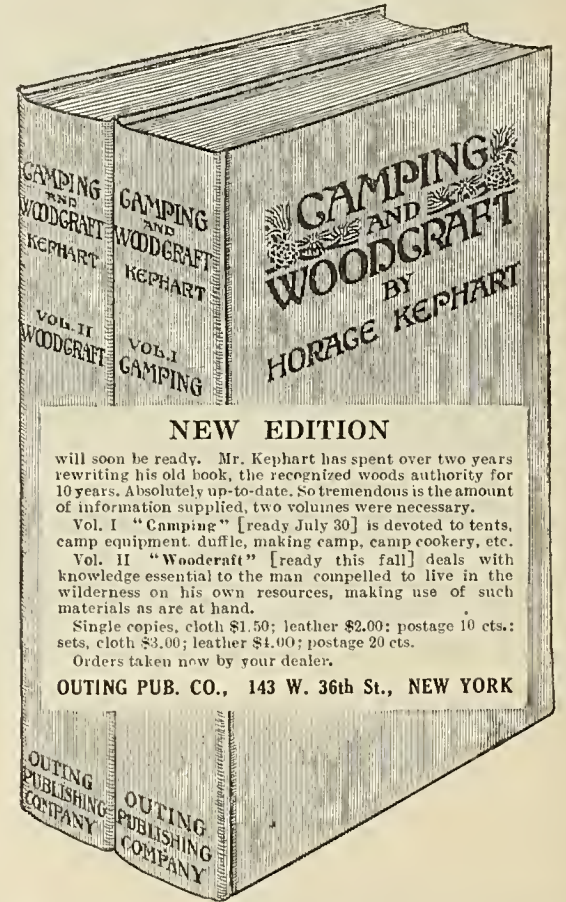 CAMPING
AND
WOODCRAFT
KEPHART
VOL. II
WOODCRAFT
CAMPING
AND
WOODCRAFT
KEPHART
VOL. I
CAMPING
CAMPING
AND
WOODCRAFT
BY
HORACE KEPHART
NEW EDITION
will soon be ready. Mr. Kephart has spent over two years
rewriting his old book, the recognized woods authority for
10 years. Absolutely up-to-date. So tremendous is the amount
of information supplied, two volumes were necessary.
Vol. I "Camping" [ready July 30] is devoted to tents,
camp equipment. duffle, making camp, camp cookery, etc.
Vol. II "Woodcraft" [ready this fall] deals with
knowledge essential to the man compelled to live in the
wilderness on his own resources, making use of such
materials as are at hand.
Single copies, cloth $1.50; leather $2.00: postage 10 cts.:
sets, cloth $3.00; leather $4.00; postage 20 cts.
Orders taken now by your dealer.
OUTING PUB. CO., 143 W. 36th St., NEW YORK
OUTING
PUBLISHING
COMPANY
OUTING
PUBLISHING
COMPANY